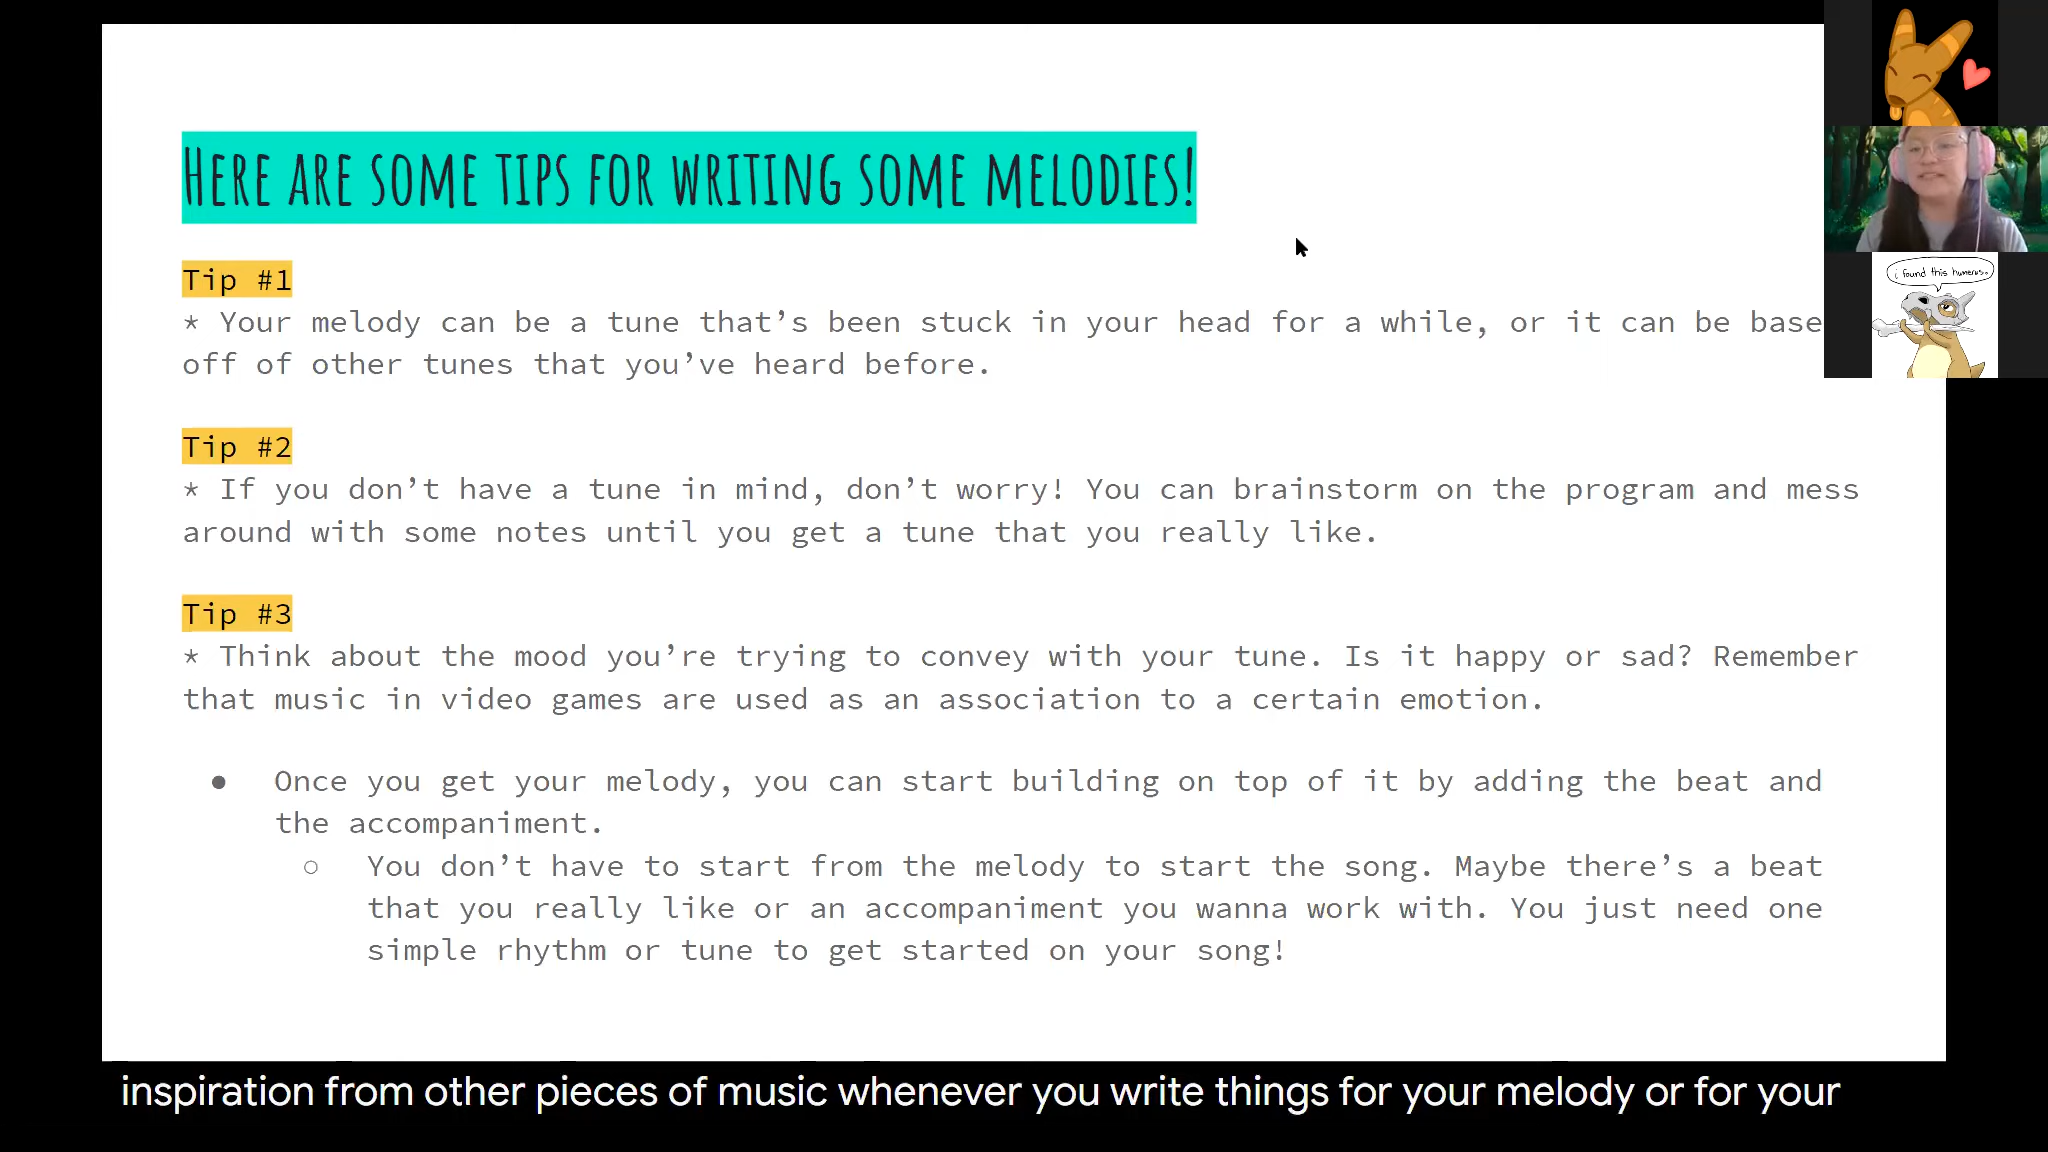 Here are some tips for writing some melodies!
i found this humerus.
Tip #1
* Your melody can be a tune that’s been stuck in your head for a while, or it can be base
off of other tunes that you’ve heard before.
Tip #2
* If you don’t have a tune in mind, don’t worry! You can brainstorm on the program and mess
around with some notes until you get a tune that you really like.
Tip #3
* Think about the mood you’re trying to convey with your tune. Is it happy or sad? Remember
that music in video games are used as an association to a certain emotion.
● Once you get your melody, you can start building on top of it by adding the beat and
the accompaniment.
○ You don’t have to start from the melody to start the song. Maybe there’s a beat
that you really like or an accompaniment you wanna work with. You just need one
simple rhythm or tune to get started on your song!
inspiration from other pieces of music whenever you write things for your melody or for your